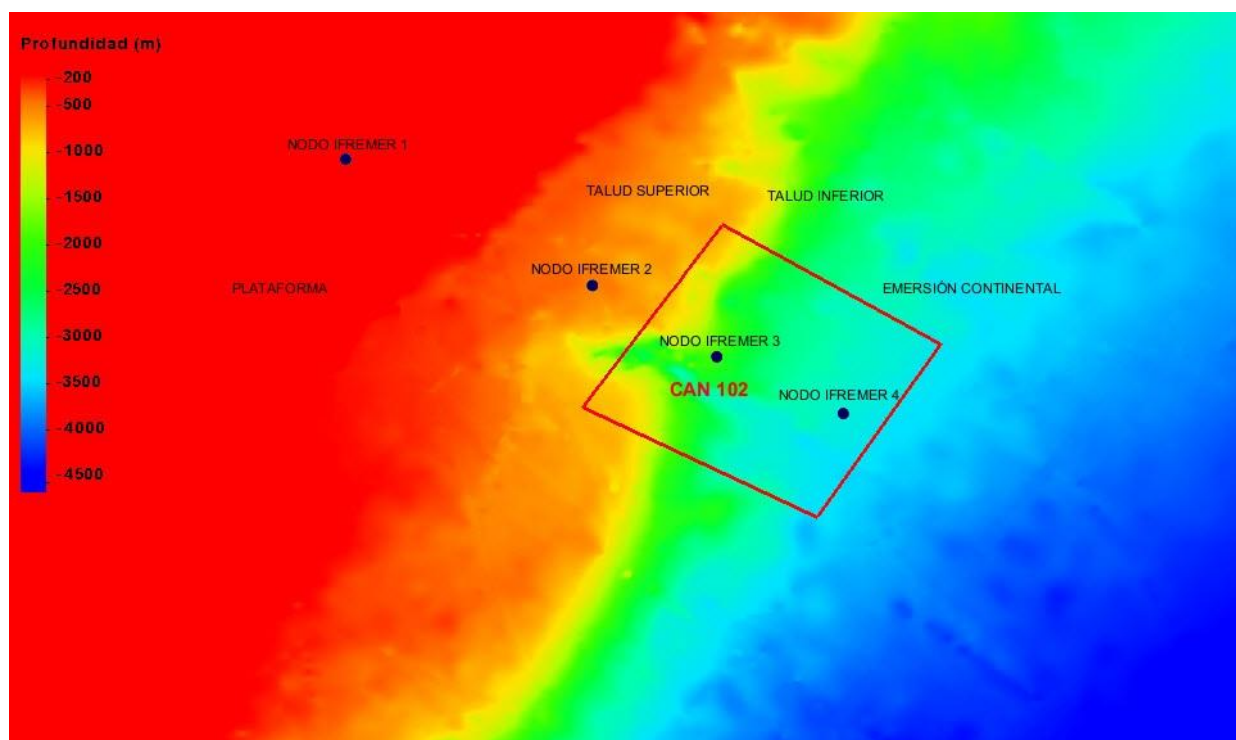 Profundidad (m)
-200
-500
-1000
-1500
-2000
-2500
-3000
-3500
-4000
-4500
NODO IFREMER 1
TALUD SUPERIOR
TALUD INFERIOR
NODO IFREMER 2
PLATAFORMA
EMERSIÓN CONTINENTAL
NODO IFREMER 3
CAN 102
NODO IFREMER 4